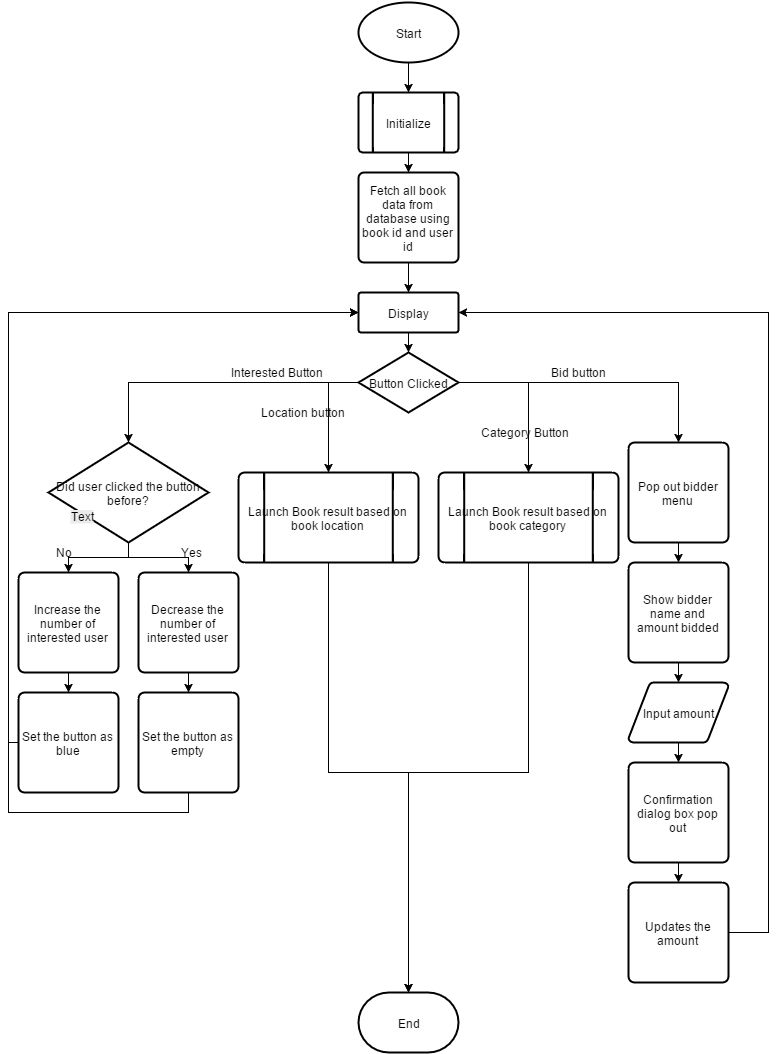 Start
Initialize
Fetch all book
data from
database using
book id and user
id
Display
Button Clicked
Interested Button
Location button
Category Button
Bid button
Did user clicked the button
before?
Text
No
Yes
Increase the
number of
interested user
Decrease the
number of
interested user
Set the button as
blue
Set the button as
empty
Launch Book result based on
book location
Launch Book result based on
book category
Pop out bidder
menu
Show bidder
name and
amount bidded
Input amount
Confirmation
dialog box pop
out
Updates the
amount
End